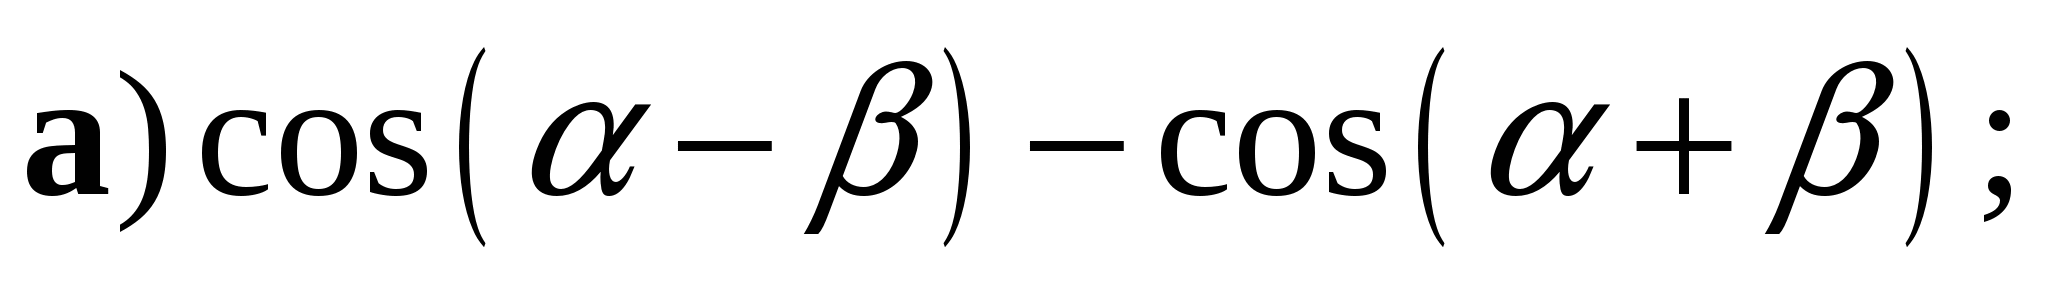 a) cos(α − β) − cos(α + β) ;